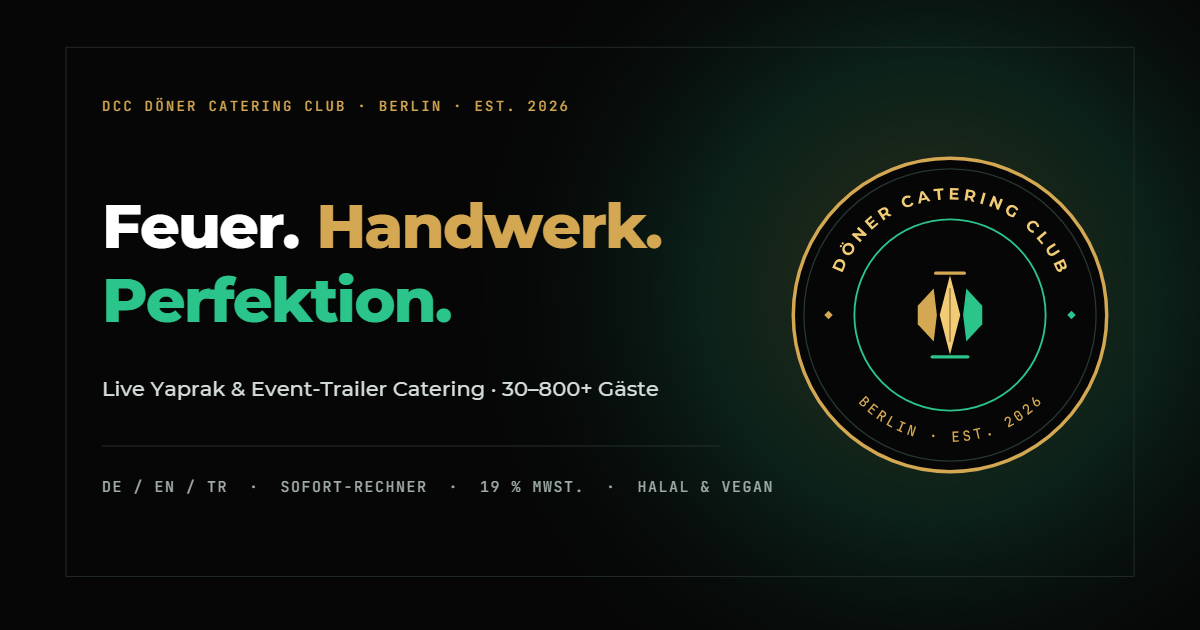 DCC DÖNER CATERING CLUB · BERLIN · EST. 2026
Feuer. Handwerk.
Perfektion.
Live Yaprak & Event-Trailer Catering · 30–800+ Gäste
DE / EN / TR · SOFORT-RECHNER · 19 % MWST. · HALAL & VEGAN
DÖNER CATERING CLUB
BERLIN · EST. 2026